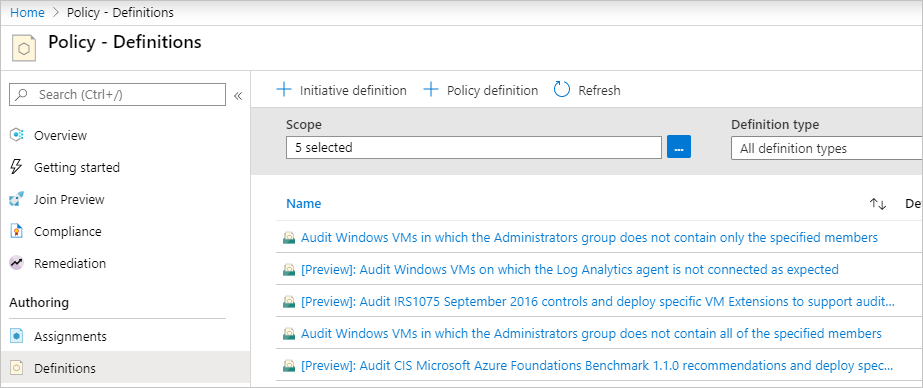 Home > Policy - Definitions
Policy - Definitions
Search (Ctrl+/)
«
Overview
Getting started
Join Preview
Compliance
Remediation
Authoring
Assignments
Definitions
+ Initiative definition + Policy definition Refresh
Scope
5 selected
...
Definition type
All definition types
Name ↑↓ De
Audit Windows VMs in which the Administrators group does not contain only the specified members
[Preview]: Audit Windows VMs on which the Log Analytics agent is not connected as expected
[Preview]: Audit IRS1075 September 2016 controls and deploy specific VM Extensions to support audit...
Audit Windows VMs in which the Administrators group does not contain all of the specified members
[Preview]: Audit CIS Microsoft Azure Foundations Benchmark 1.1.0 recommendations and deploy spec...